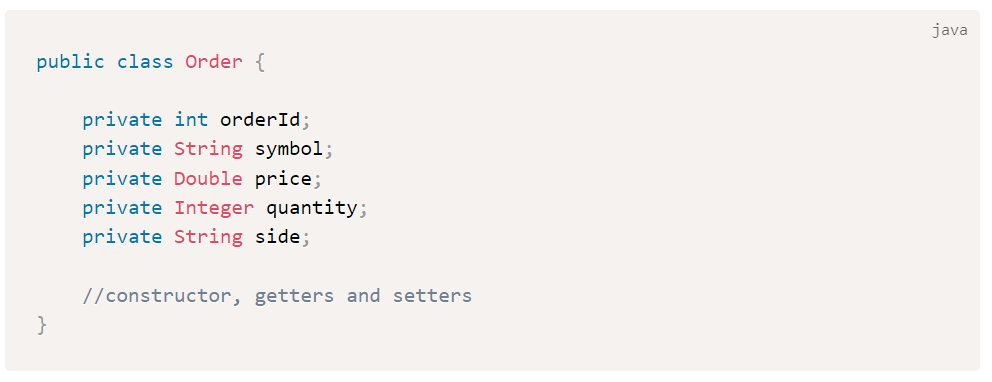 java
public class Order {
private int orderId;
private String symbol;
private Double price;
private Integer quantity;
private String side;
//constructor, getters and setters
}